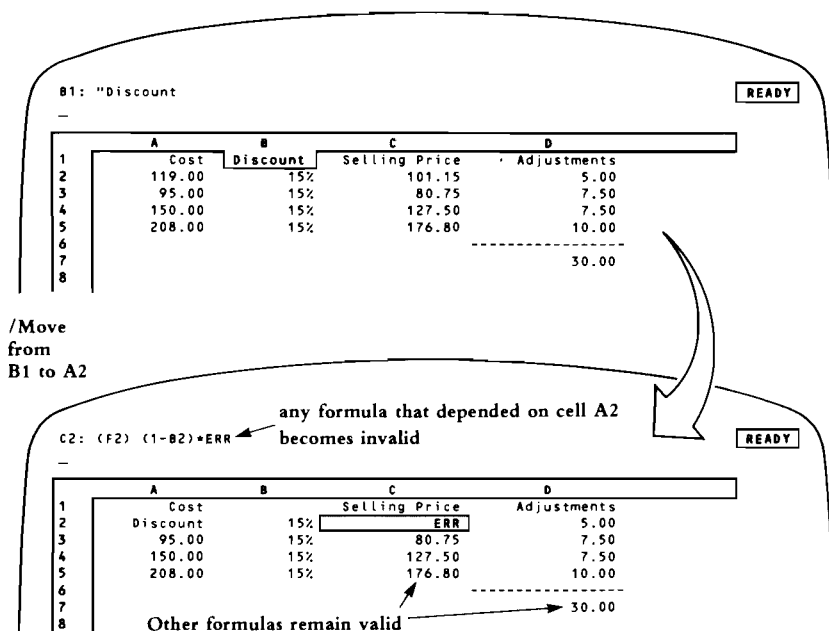 B1: "Discount READY
_
A B C D
1 Cost Discount Selling Price Adjustments
2 119.00 15% 101.15 5.00
3 95.00 15% 80.75 7.50
4 150.00 15% 127.50 7.50
5 208.00 15% 176.80 10.00
6 ------------------
7 30.00
8
/Move
from
B1 to A2
any formula that depended on cell A2
C2: (F2) (1-B2)*ERR becomes invalid READY
_
A B C D
1 Cost Selling Price Adjustments
2 Discount 15% ERR 5.00
3 95.00 15% 80.75 7.50
4 150.00 15% 127.50 7.50
5 208.00 15% 176.80 10.00
6 ------------------
7 30.00
8 Other formulas remain valid